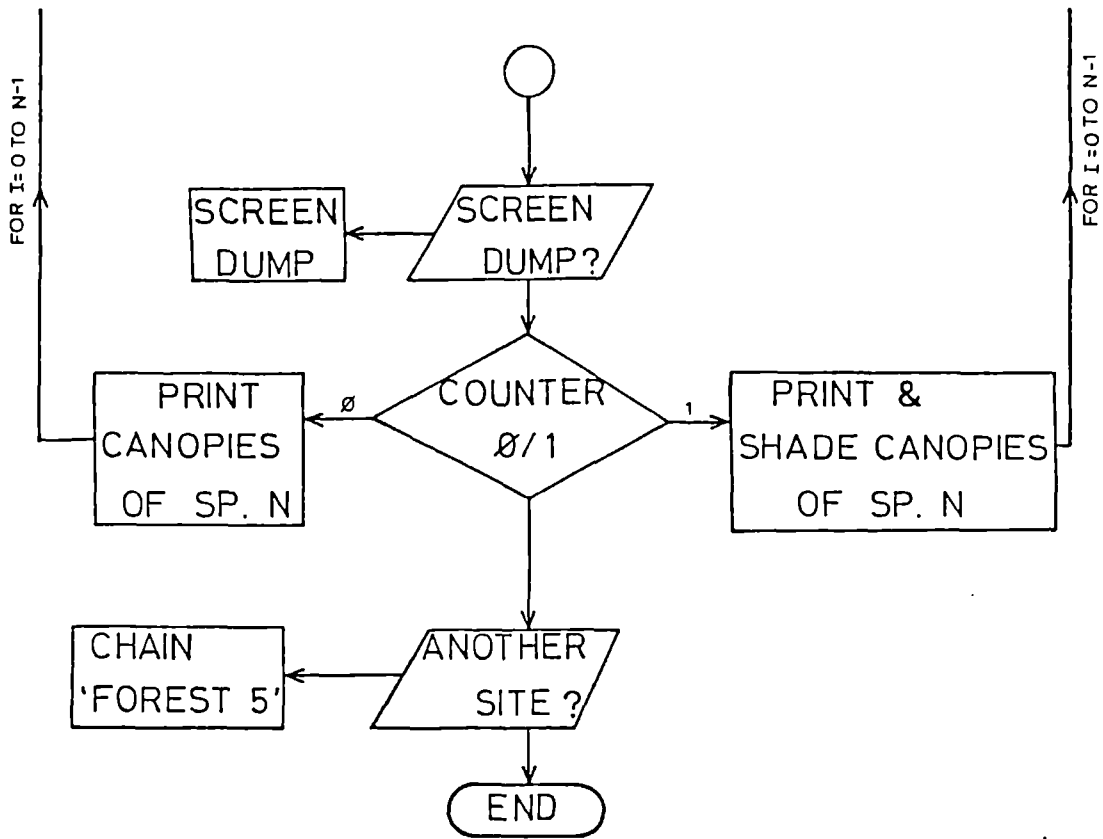 FOR I=0 TO N-1
FOR I=0 TO N-1
SCREEN
DUMP
SCREEN
DUMP?
PRINT
CANOPIES
OF SP. N
Ø
COUNTER
Ø/1
1
PRINT &
SHADE CANOPIES
OF SP. N
CHAIN
'FOREST 5'
ANOTHER
SITE?
END